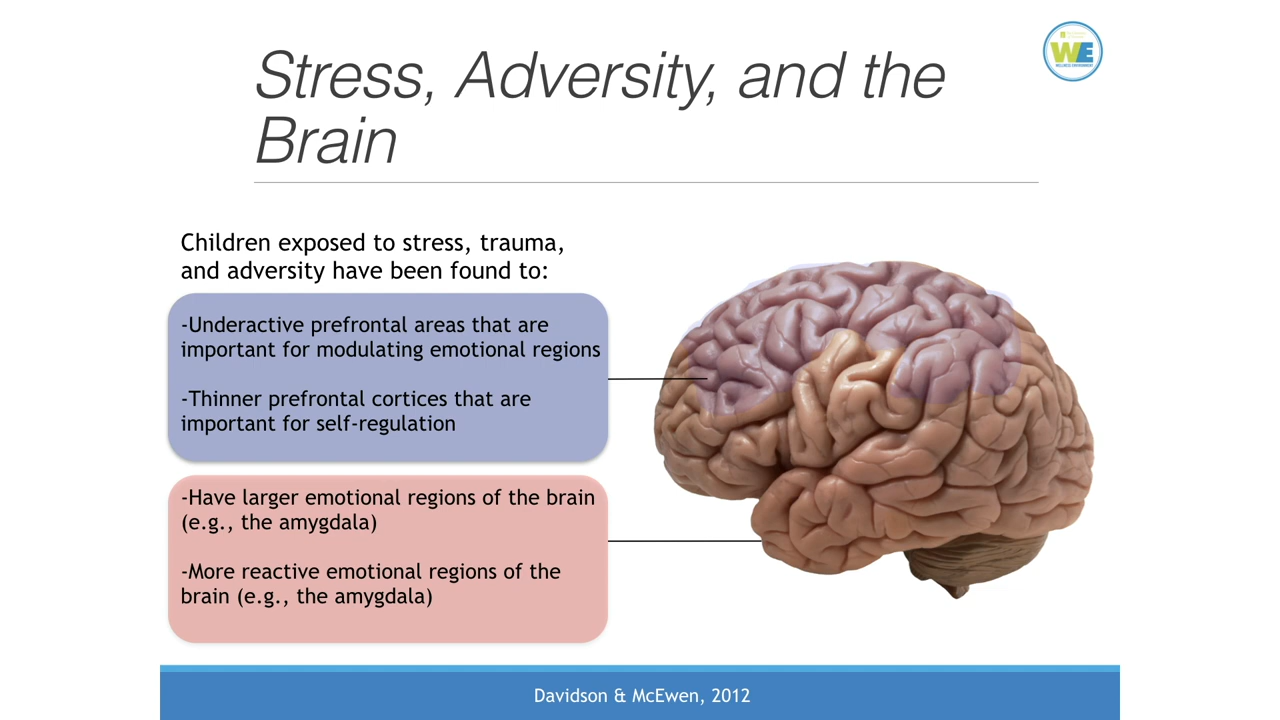 Stress, Adversity, and the
Brain
WE
WELLNESS ENVIRONMENT
Children exposed to stress, trauma,
and adversity have been found to:
-Underactive prefrontal areas that are
important for modulating emotional regions
-Thinner prefrontal cortices that are
important for self-regulation
-Have larger emotional regions of the brain
(e.g., the amygdala)
-More reactive emotional regions of the
brain (e.g., the amygdala)
Davidson & McEwen, 2012